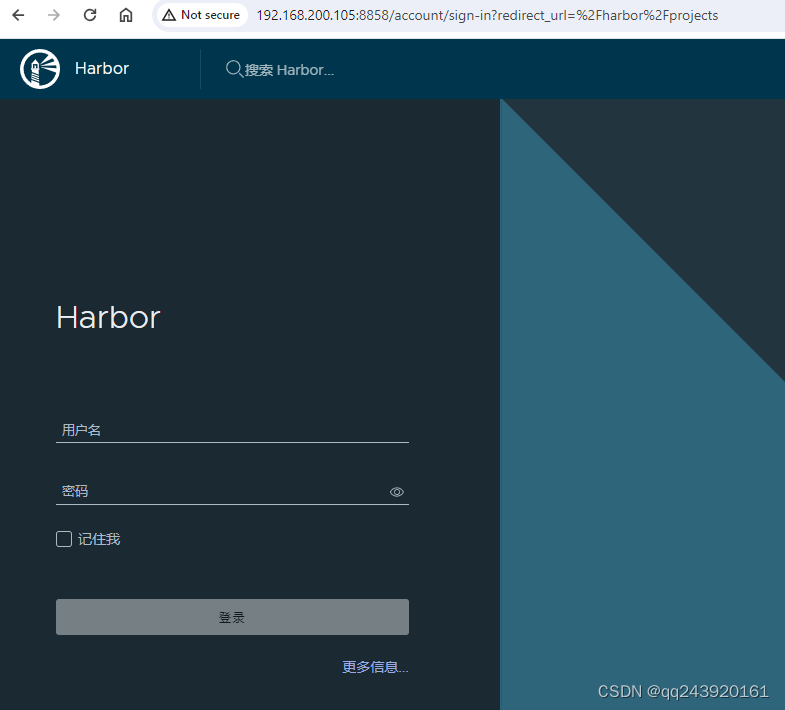 Not secure 192.168.200.105:8858/account/sign-in?redirect_url=%2Fharbor%2Fprojects
Harbor 搜索 Harbor...
Harbor
用户名
密码
记住我
登录
更多信息...
CSDN @qq243920161